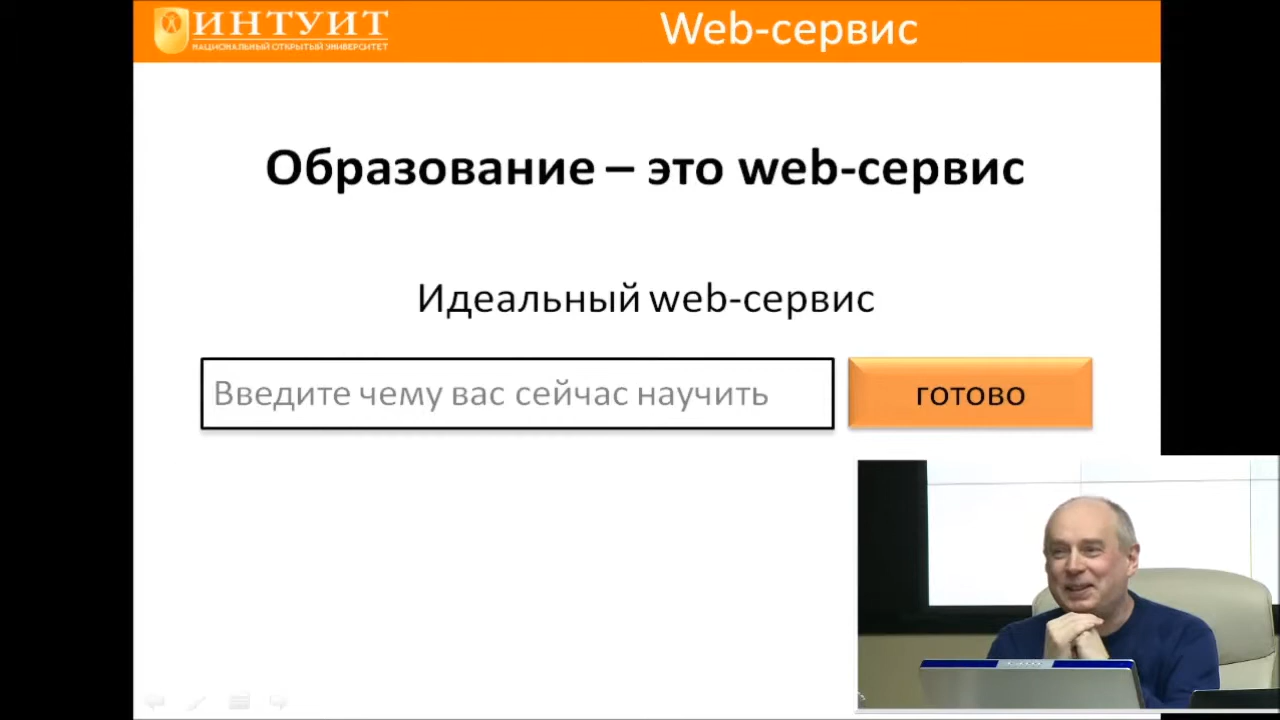 ИНТУИТ
НАЦИОНАЛЬНЫЙ ОТКРЫТЫЙ УНИВЕРСИТЕТ
Web-сервис
Образование – это web-сервис
Идеальный web-сервис
Введите чему вас сейчас научить
готово